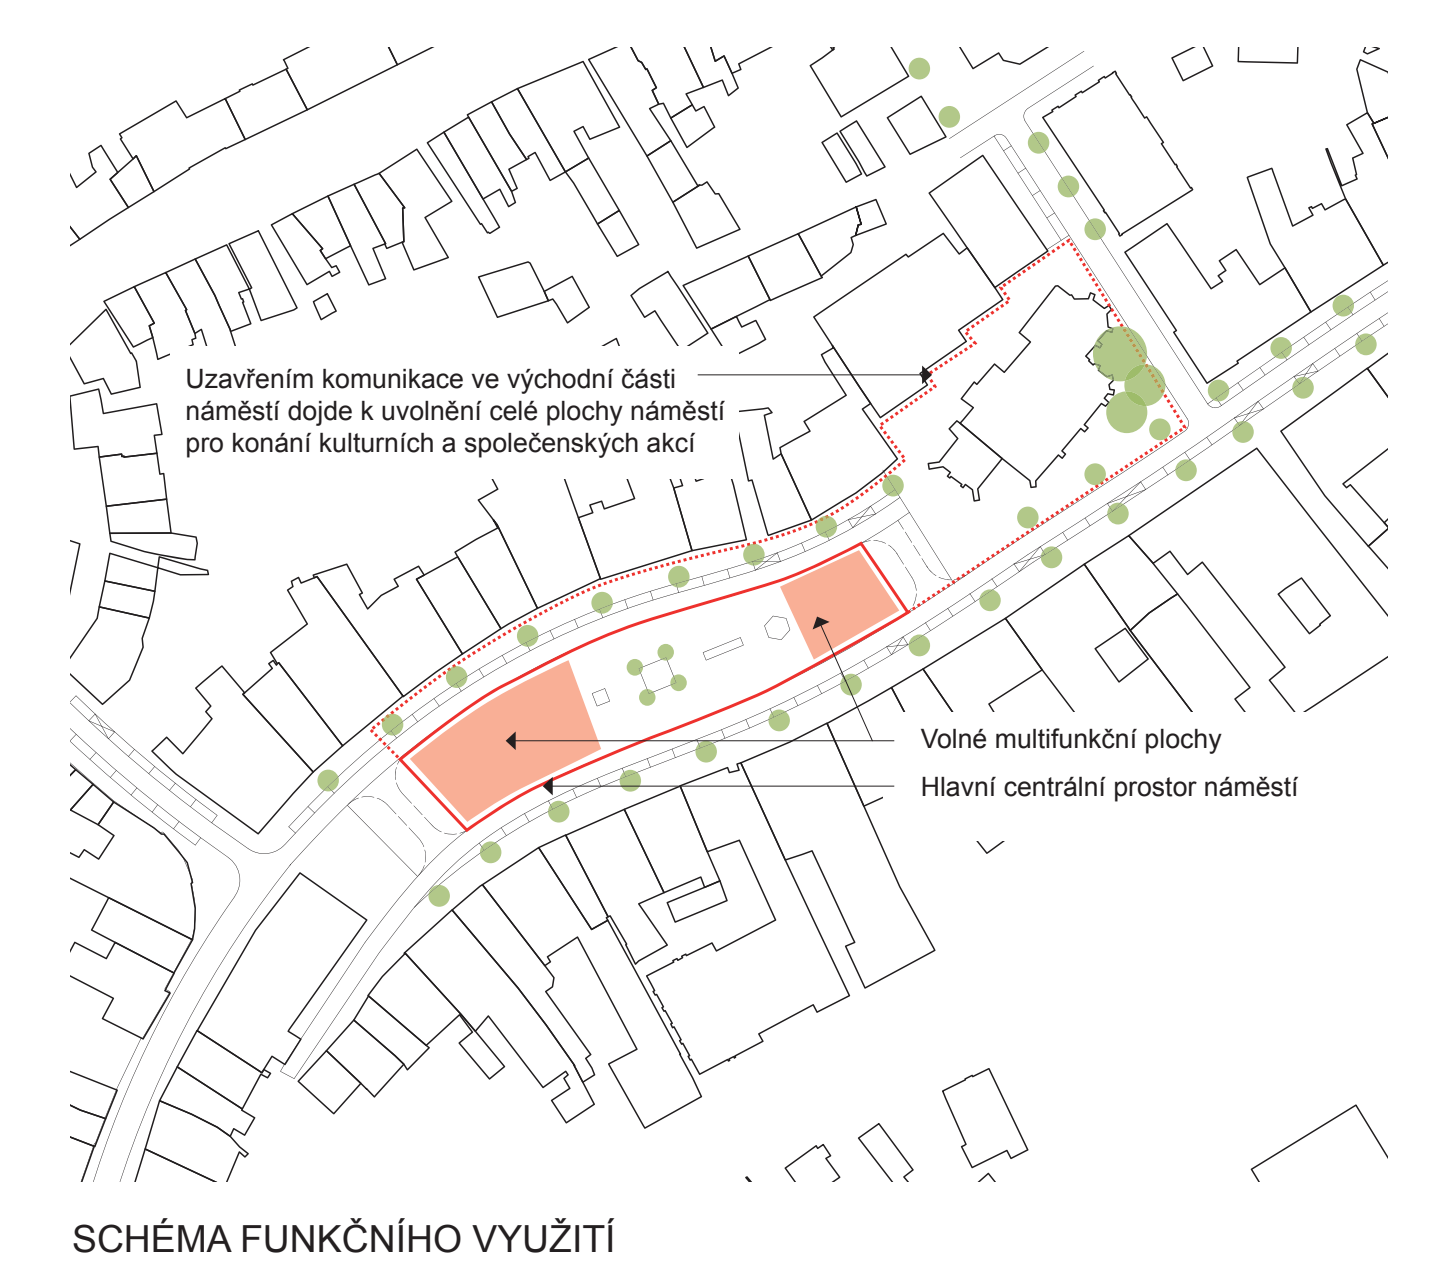 Uzavřením komunikace ve východní části
náměstí dojde k uvolnění celé plochy náměstí
pro konání kulturních a společenských akcí
Volné multifunkční plochy
Hlavní centrální prostor náměstí
SCHÉMA FUNKČNÍHO VYUŽITÍ